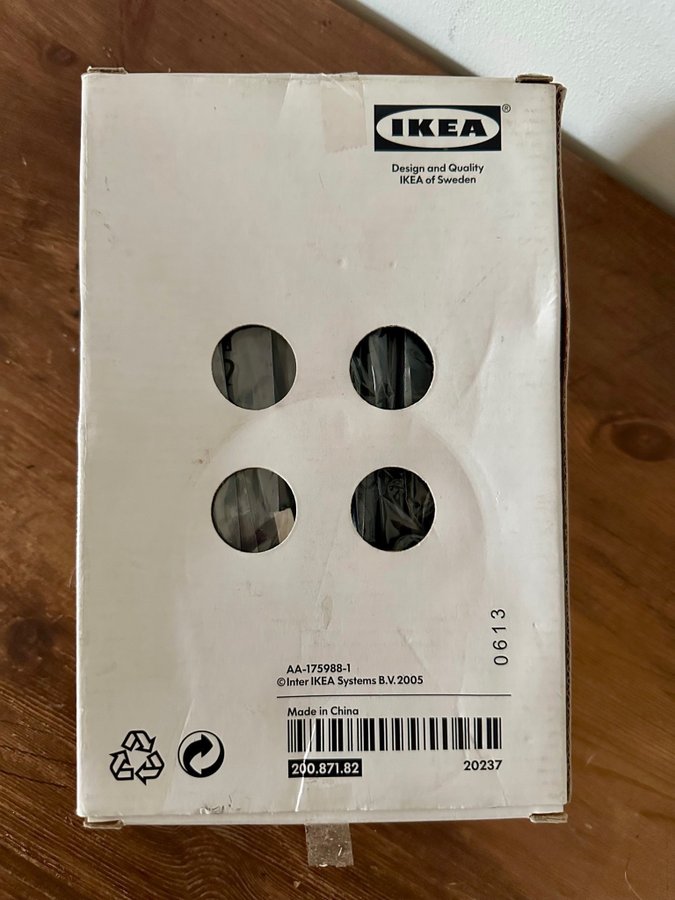 IKEA®
Design and Quality
IKEA of Sweden
0613
AA-175988-1
©Inter IKEA Systems B.V. 2005
Made in China
200.871.82
20237